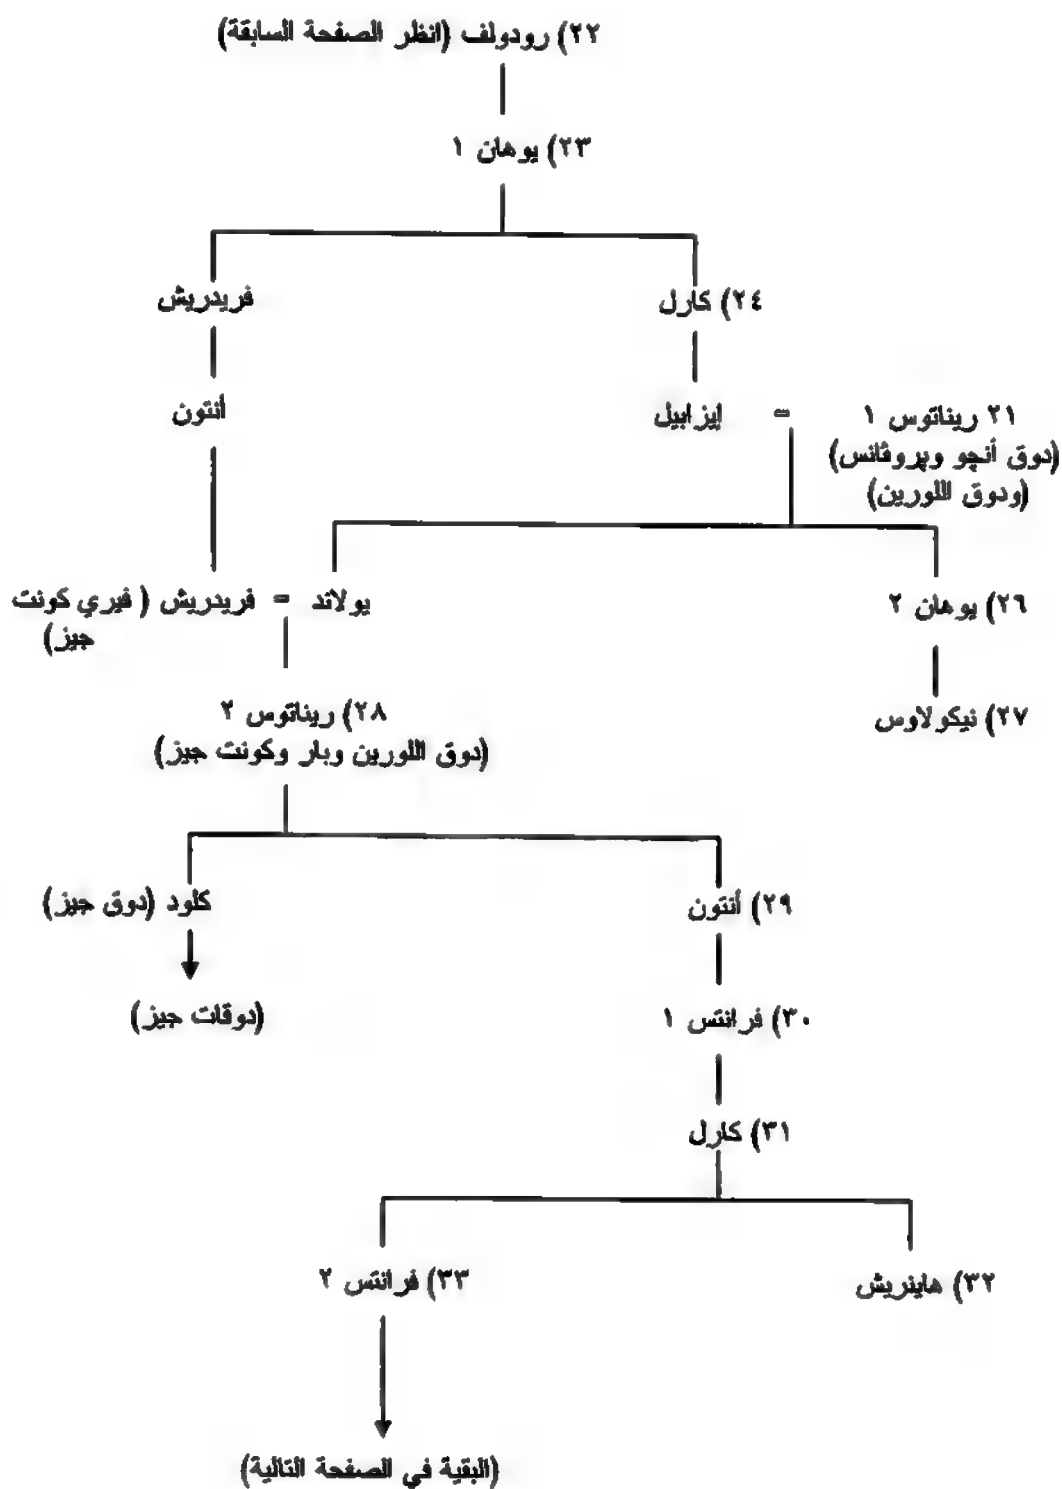 ٢٢) رودولف (انظر الصفحة السابقة)
٢٣) يوهان ١
٢٤) كارل
فريدريش
٢١ ريناتوس ١
(دوق أنجو وپروڤانس)
(ودوق اللورين)
=
إيزابيل
أنتون
٢٦) يوهان ٢
يولاند = فريدريش ( فيري كونت
جيز)
٢٧) نيكولاوس
٢٨) ريناتوس ٢
(دوق اللورين وبار وكونت جيز)
٢٩) أنتون
كلود (دوق جيز)
٣٠) فرانتس ١
(دوقات جيز)
٣١) كارل
٣٢) هاينريش
٣٣) فرانتس ٢
(البقية في الصفحة التالية)